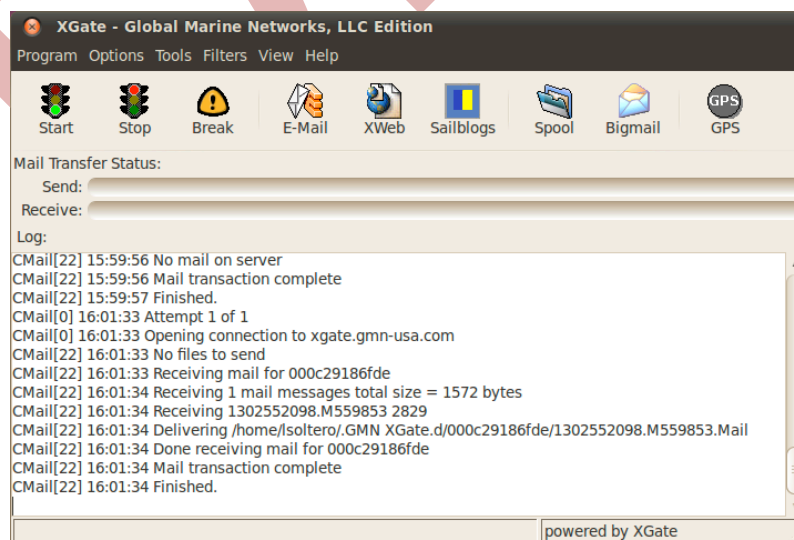 XGate - Global Marine Networks, LLC Edition
Program Options Tools Filters View Help
GPS
Start Stop Break E-Mail XWeb Sailblogs Spool Bigmail GPS
Mail Transfer Status:
Send:
Receive:
Log:
CMail[22] 15:59:56 No mail on server
CMail[22] 15:59:56 Mail transaction complete
CMail[22] 15:59:57 Finished.
CMail[0] 16:01:33 Attempt 1 of 1
CMail[0] 16:01:33 Opening connection to xgate.gmn-usa.com
CMail[22] 16:01:33 No files to send
CMail[22] 16:01:33 Receiving mail for 000c29186fde
CMail[22] 16:01:34 Receiving 1 mail messages total size = 1572 bytes
CMail[22] 16:01:34 Receiving 1302552098.M559853 2829
CMail[22] 16:01:34 Delivering /home/lsoltero/.GMN XGate.d/000c29186fde/1302552098.M559853.Mail
CMail[22] 16:01:34 Done receiving mail for 000c29186fde
CMail[22] 16:01:34 Mail transaction complete
CMail[22] 16:01:34 Finished.
powered by XGate